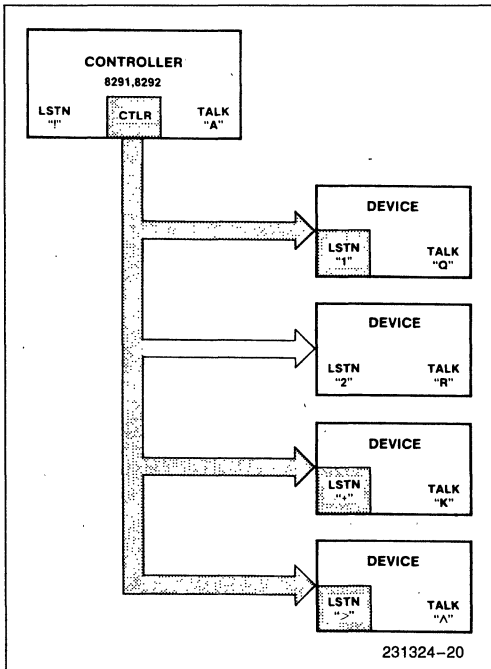 CONTROLLER
8291,8292
LSTN
"!"
CTLR
TALK
"A"
DEVICE
LSTN
"1"
TALK
"Q"
DEVICE
LSTN
"2"
TALK
"R"
DEVICE
LSTN
"+"
TALK
"K"
DEVICE
LSTN
">"
TALK
"^"
231324–20